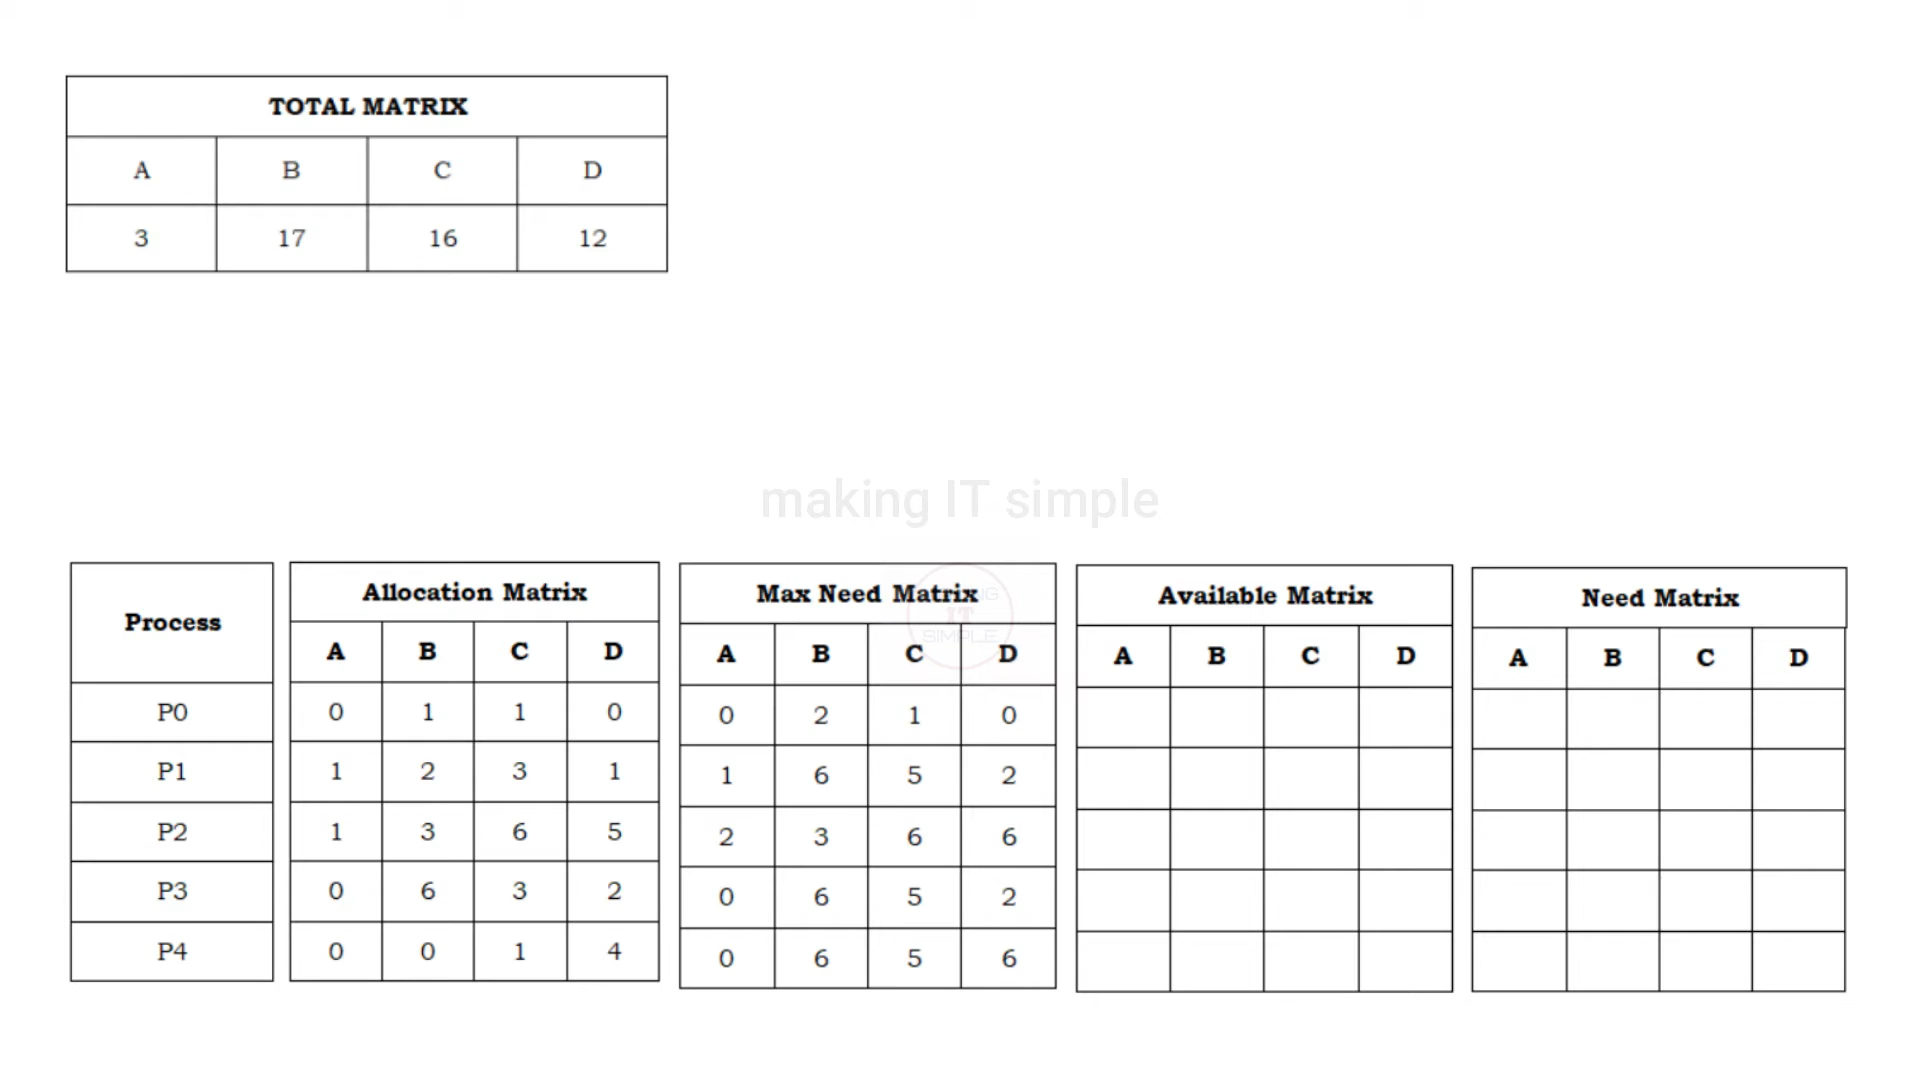 TOTAL MATRIX
A B C D
3 17 16 12
making IT simple
Process Allocation Matrix Max Need Matrix Available Matrix Need Matrix
A B C D A B C D A B C D A B C D
IT
SIMPLE
P0 0 1 1 0 0 2 1 0
P1 1 2 3 1 1 6 5 2
P2 1 3 6 5 2 3 6 6
P3 0 6 3 2 0 6 5 2
P4 0 0 1 4 0 6 5 6